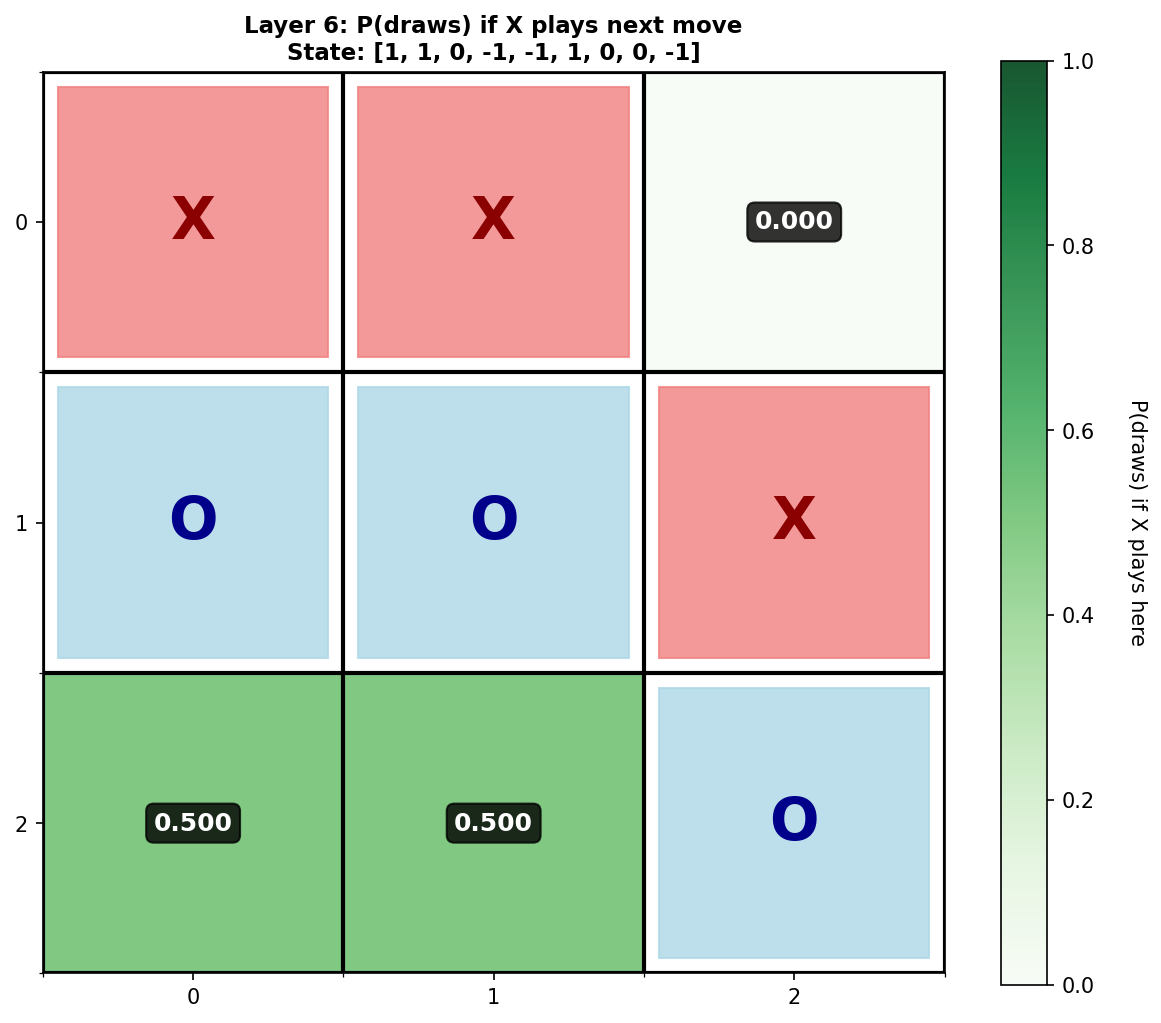 Layer 6: P(draws) if X plays next move
State: [1, 1, 0, -1, -1, 1, 0, 0, -1]
0
X
X
0.000
1
O
O
X
2
0.500
0.500
O
0
1
2
1.0
0.8
0.6
0.4
0.2
0.0
P(draws) if X plays here